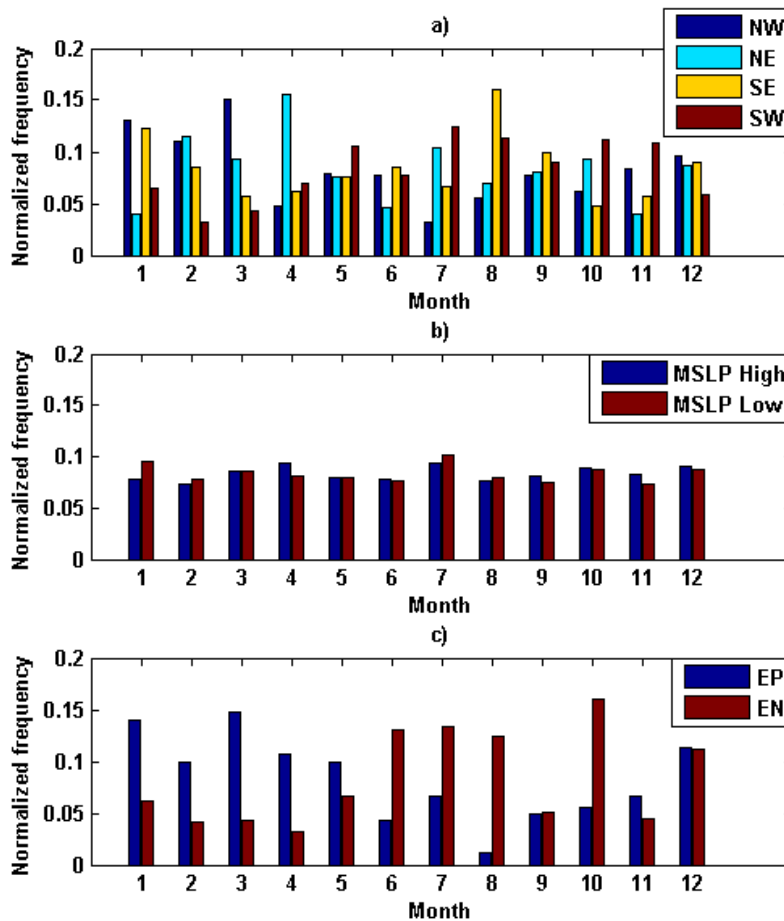 a)
NW
NE
SE
SW
0.2
0.15
0.1
0.05
0
Normalized frequency
1 2 3 4 5 6 7 8 9 10 11 12
Month
b)
MSLP High
MSLP Low
0.2
0.15
0.1
0.05
0
Normalized frequency
1 2 3 4 5 6 7 8 9 10 11 12
Month
c)
EP
EN
0.2
0.15
0.1
0.05
0
Normalized frequency
1 2 3 4 5 6 7 8 9 10 11 12
Month